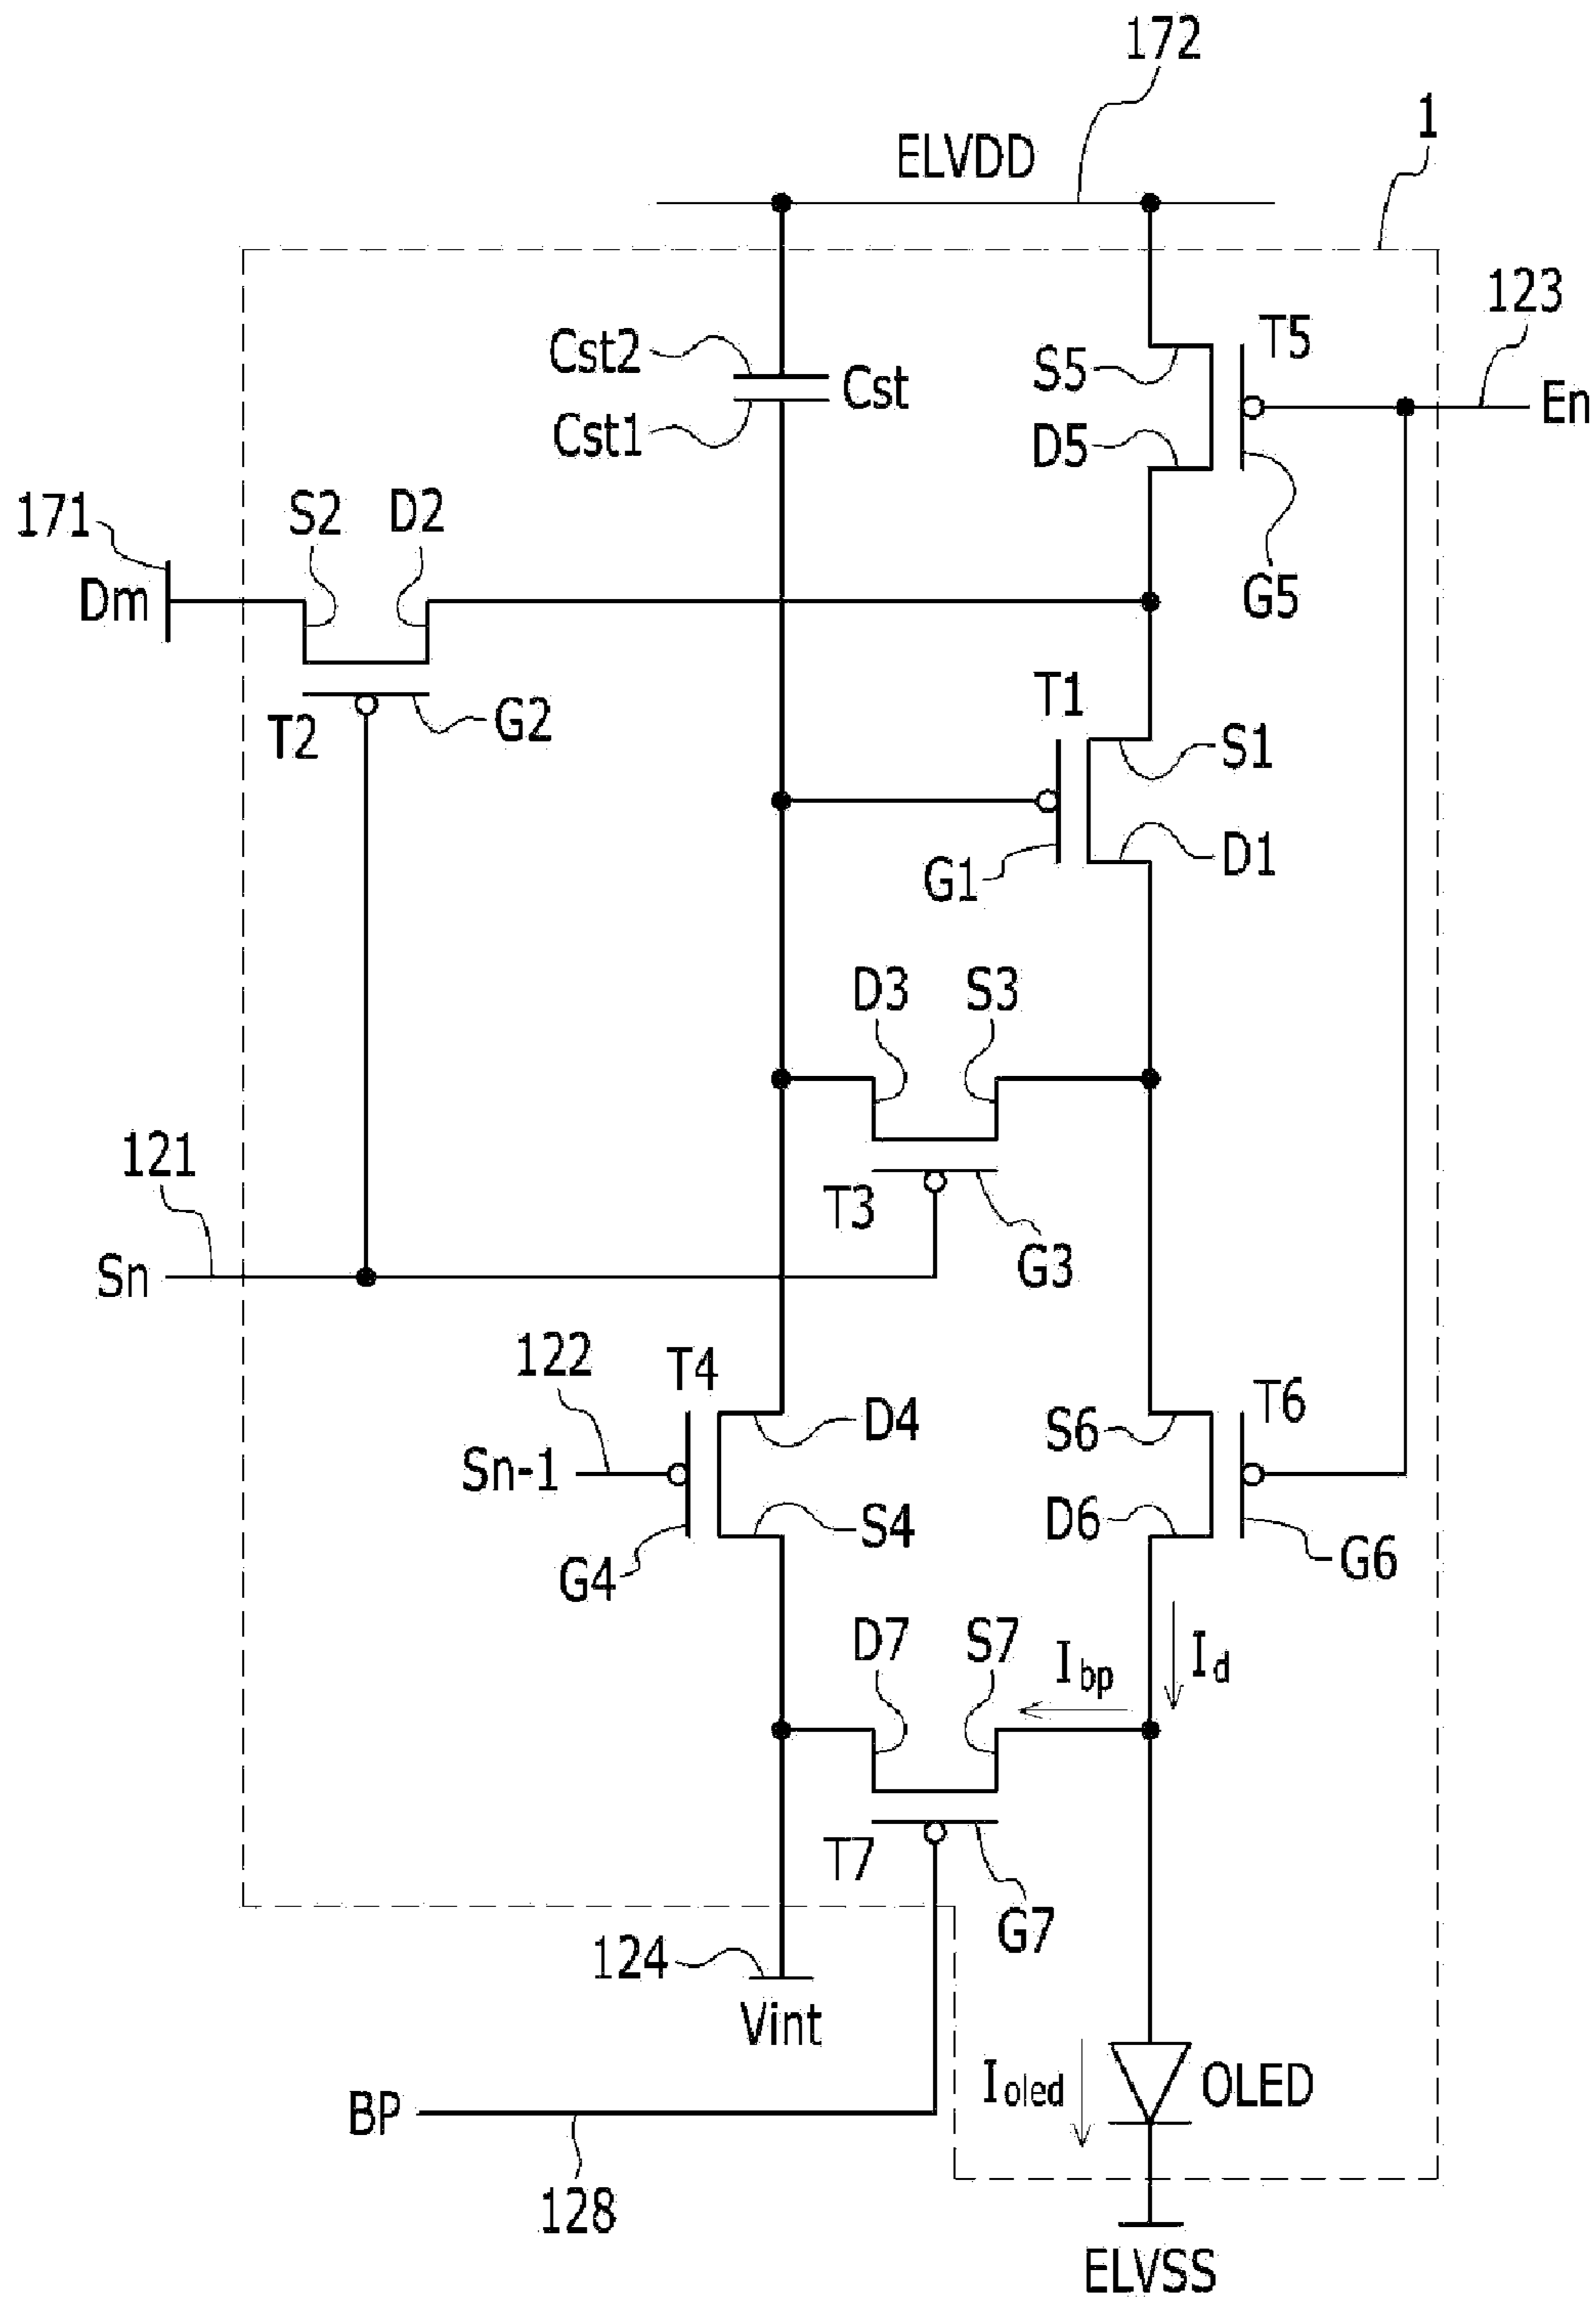 172
1
ELVDD
123
Cst2
Cst
S5
T5
En
Cst1
D5
171
S2
D2
Dm
G5
T1
T2
G2
S1
G1
D1
D3
S3
121
T3
G3
Sn
122
T4
D4
S6
T6
Sn-1
S4
D6
G4
G6
D7
S7
Ibp
Id
T7
G7
124
Vint
Ioled
OLED
BP
128
ELVSS